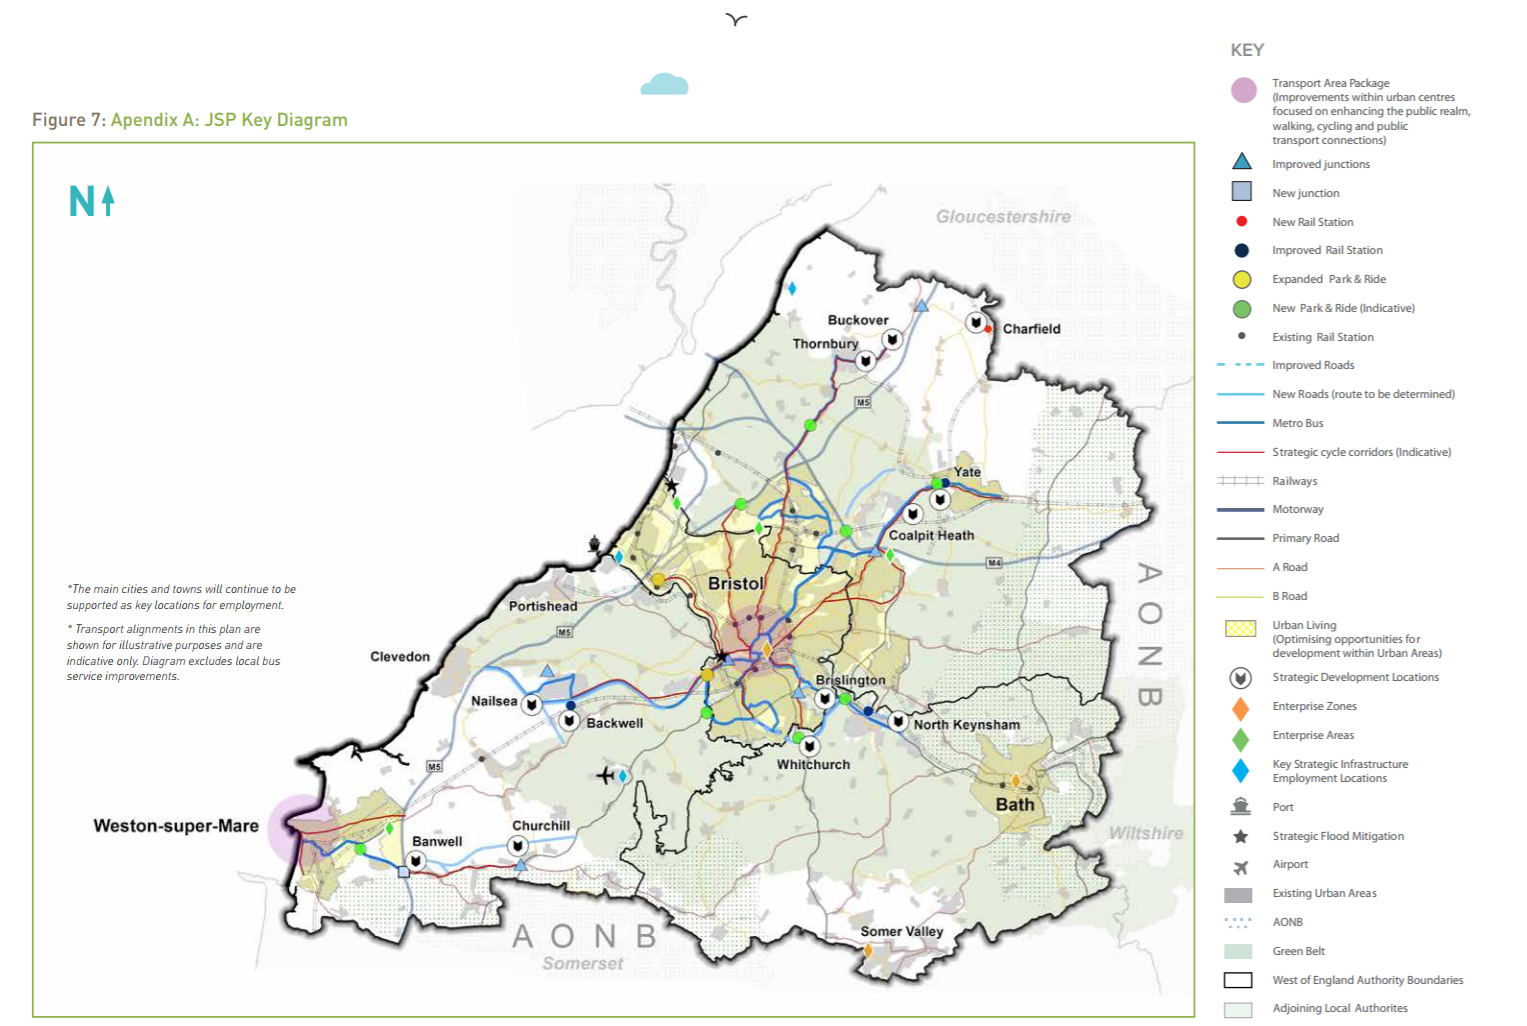 Figure 7: Apendix A: JSP Key Diagram
N
Gloucestershire
Buckover
Charfield
Thornbury
M5
Yate
Coalpit Heath
M4
Bristol
*The main cities and towns will continue to be
supported as key locations for employment.
* Transport alignments in this plan are
shown for illustrative purposes and are
indicative only. Diagram excludes local bus
service improvements.
Portishead
M5
AONB
Clevedon
Brislington
Nailsea
Backwell
North Keynsham
Whitchurch
M5
Bath
Weston-super-Mare
Churchill
Banwell
Wiltshire
Somer Valley
AONB
Somerset
KEY
Transport Area Package
(Improvements within urban centres
focused on enhancing the public realm,
walking, cycling and public
transport connections)
Improved junctions
New junction
New Rail Station
Improved Rail Station
Expanded Park & Ride
New Park & Ride (Indicative)
Existing Rail Station
Improved Roads
New Roads (route to be determined)
Metro Bus
Strategic cycle corridors (Indicative)
Railways
Motorway
Primary Road
A Road
B Road
Urban Living
(Optimising opportunities for
development within Urban Areas)
Strategic Development Locations
Enterprise Zones
Enterprise Areas
Key Strategic Infrastructure
Employment Locations
Port
Strategic Flood Mitigation
Airport
Existing Urban Areas
AONB
Green Belt
West of England Authority Boundaries
Adjoining Local Authorites